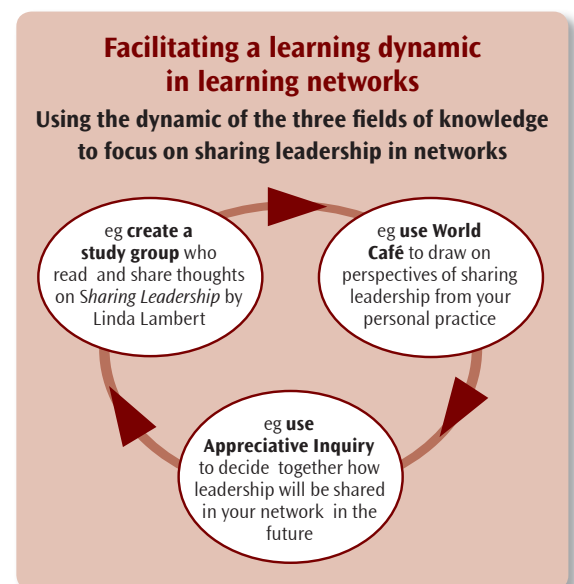 Facilitating a learning dynamic
in learning networks
Using the dynamic of the three fields of knowledge
to focus on sharing leadership in networks
eg create a
study group who
read and share thoughts
on Sharing Leadership by
Linda Lambert
eg use World
Café to draw on
perspectives of sharing
leadership from your
personal practice
eg use
Appreciative Inquiry
to decide together how
leadership will be shared
in your network in the
future